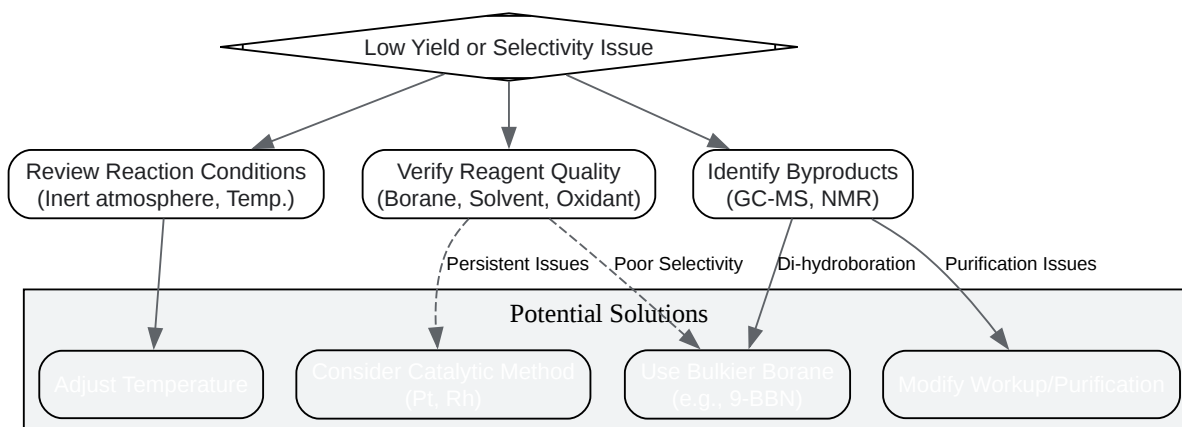 Low Yield or Selectivity Issue
Review Reaction Conditions
(Inert atmosphere, Temp.)
Verify Reagent Quality
(Borane, Solvent, Oxidant)
Identify Byproducts
(GC-MS, NMR)
Persistent Issues
Poor Selectivity
Di-hydroboration
Purification Issues
Potential Solutions
Adjust Temperature
Consider Catalytic Method
(Pt, Rh)
Use Bulkier Borane
(e.g., 9-BBN)
Modify Workup/Purification